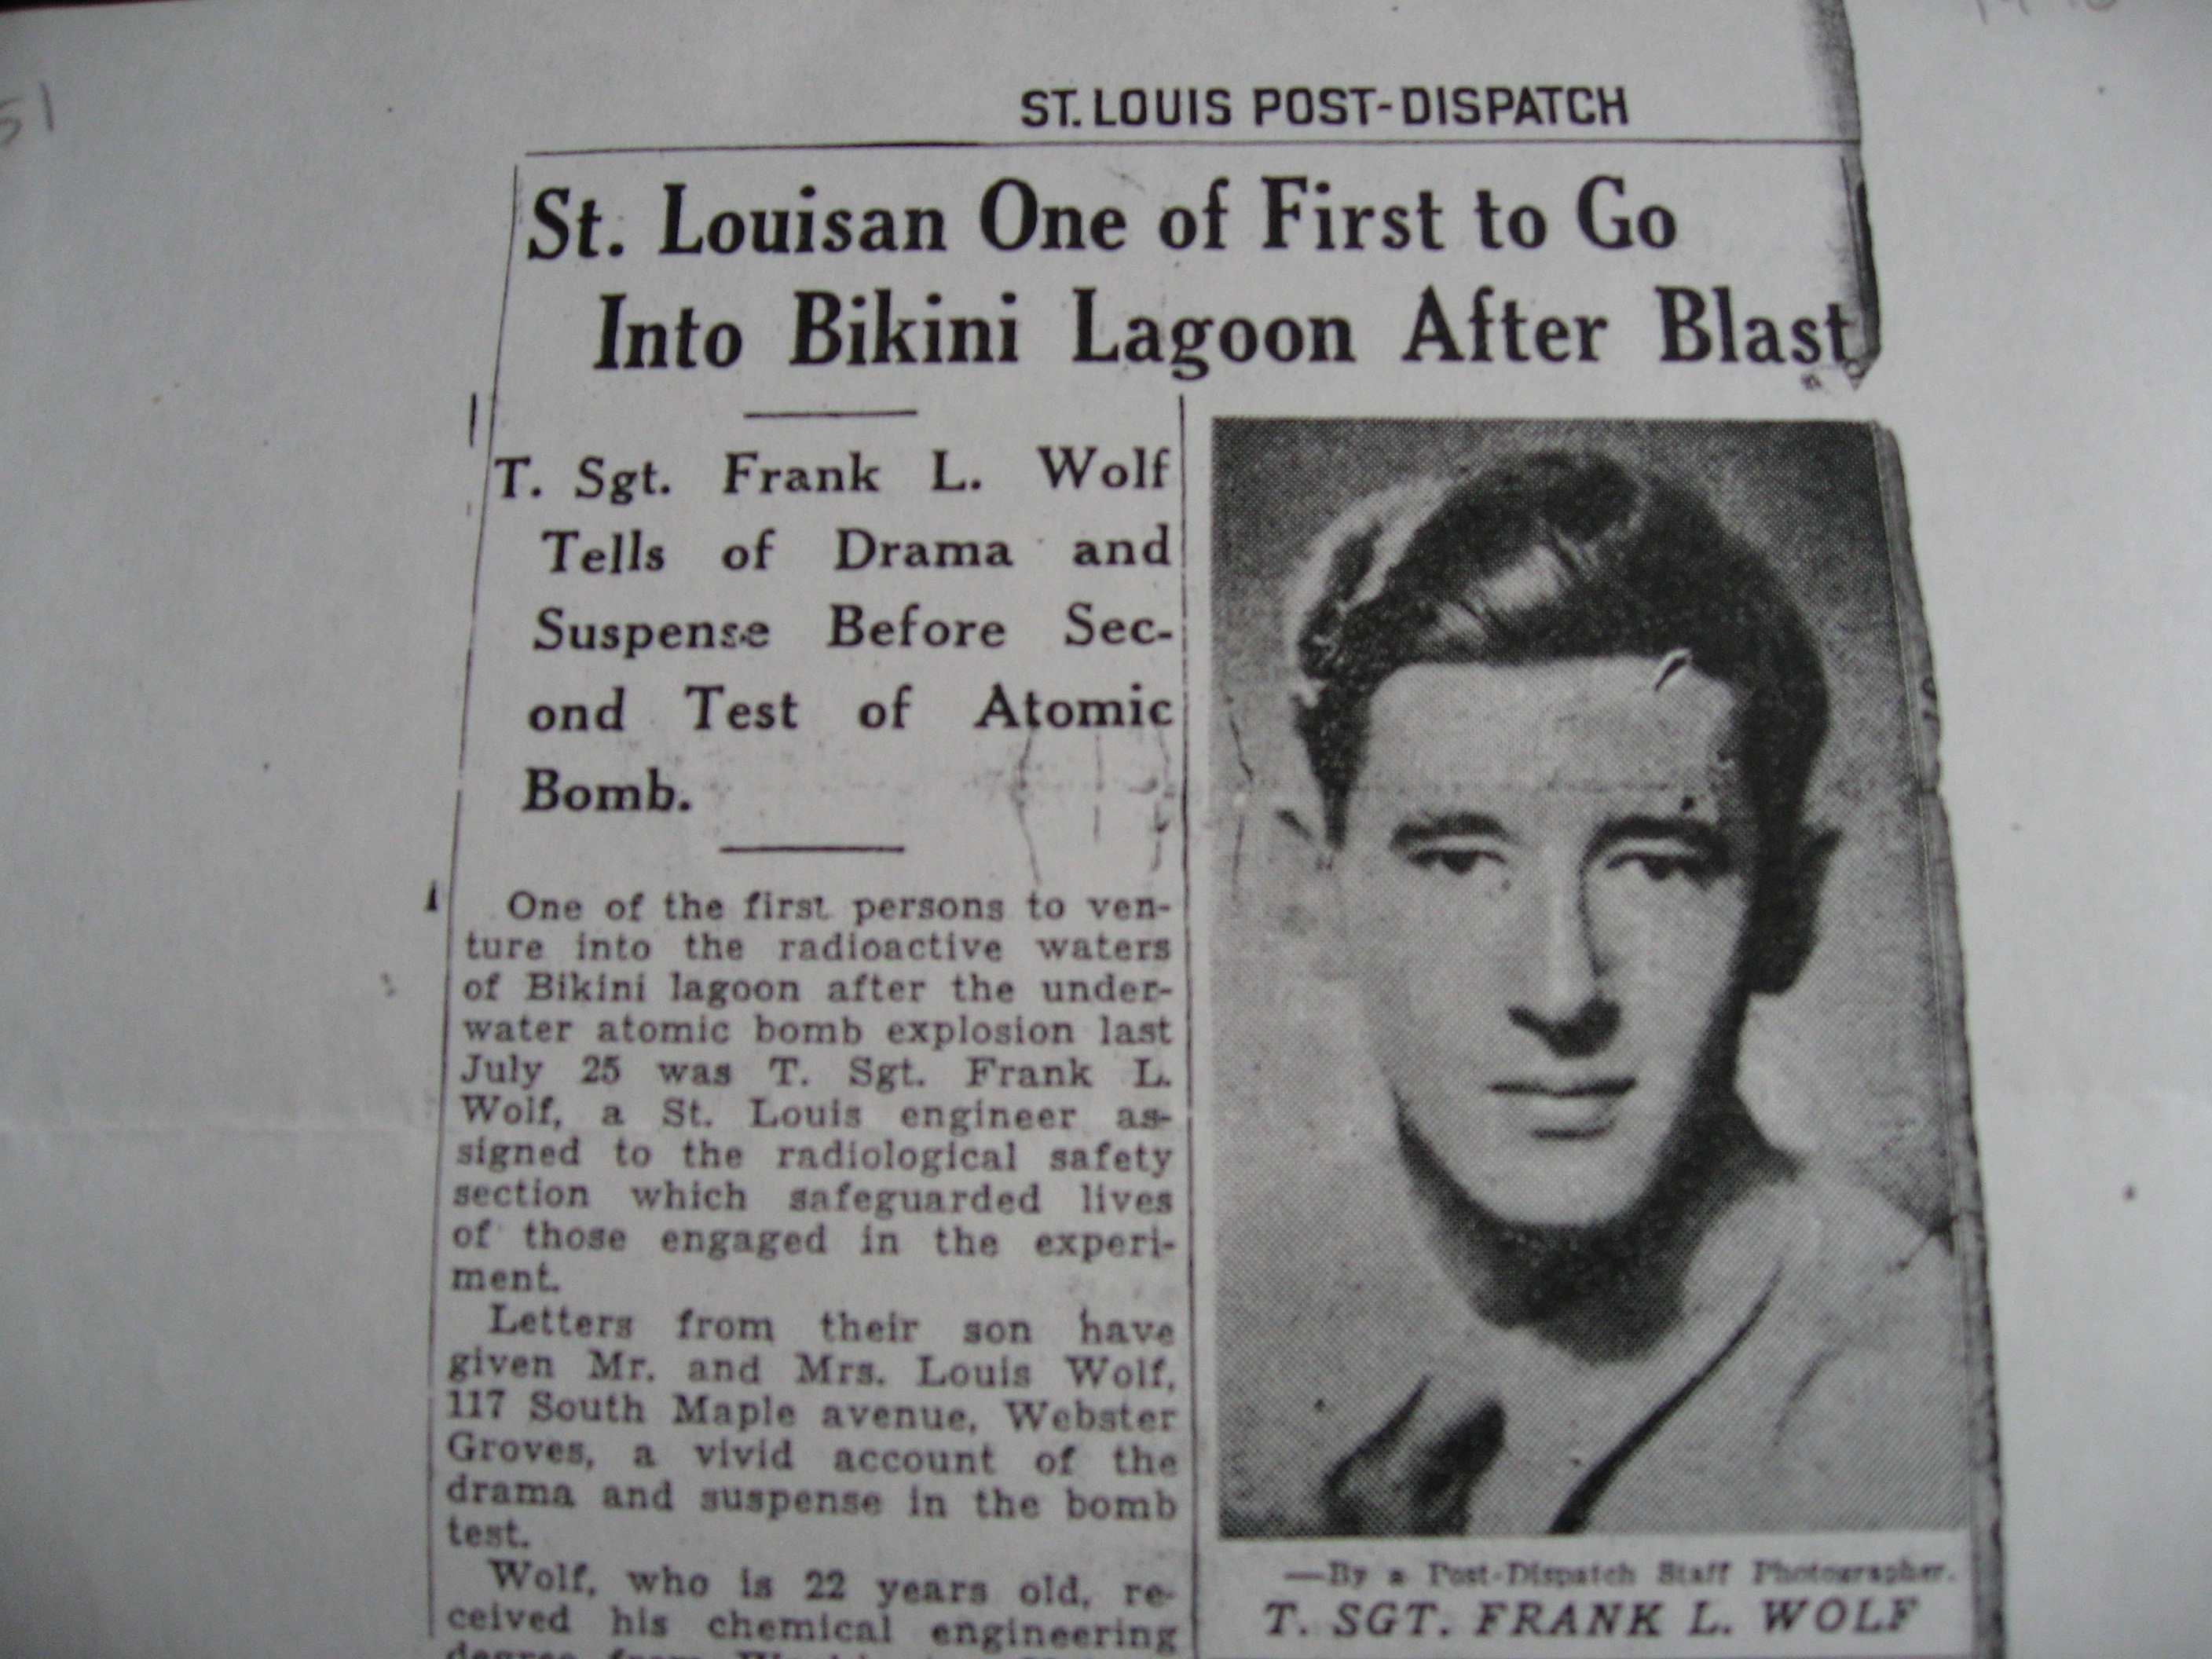 ST. LOUIS POST-DISPATCH
St. Louisan One of First to Go
Into Bikini Lagoon After Blast
T. Sgt. Frank L. Wolf
Tells of Drama and
Suspense Before Sec-
ond Test of Atomic
Bomb.
One of the first persons to ven-
ture into the radioactive waters
of Bikini lagoon after the under-
water atomic bomb explosion last
July 25 was T. Sgt. Frank L.
Wolf, a St. Louis engineer as-
signed to the radiological safety
section which safeguarded lives
of those engaged in the experi-
ment.
Letters from their son have
given Mr. and Mrs. Louis Wolf,
117 South Maple avenue, Webster
Groves, a vivid account of the
drama and suspense in the bomb
test.
Wolf, who is 22 years old, re-
ceived his chemical engineering
—By a Post-Dispatch Staff Photographer.
T. SGT. FRANK L. WOLF